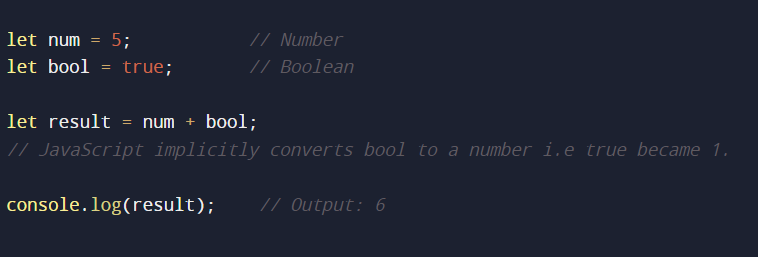 let num = 5;            // Number
let bool = true;        // Boolean
let result = num + bool;
// JavaScript implicitly converts bool to a number i.e true became 1.
console.log(result);    // Output: 6